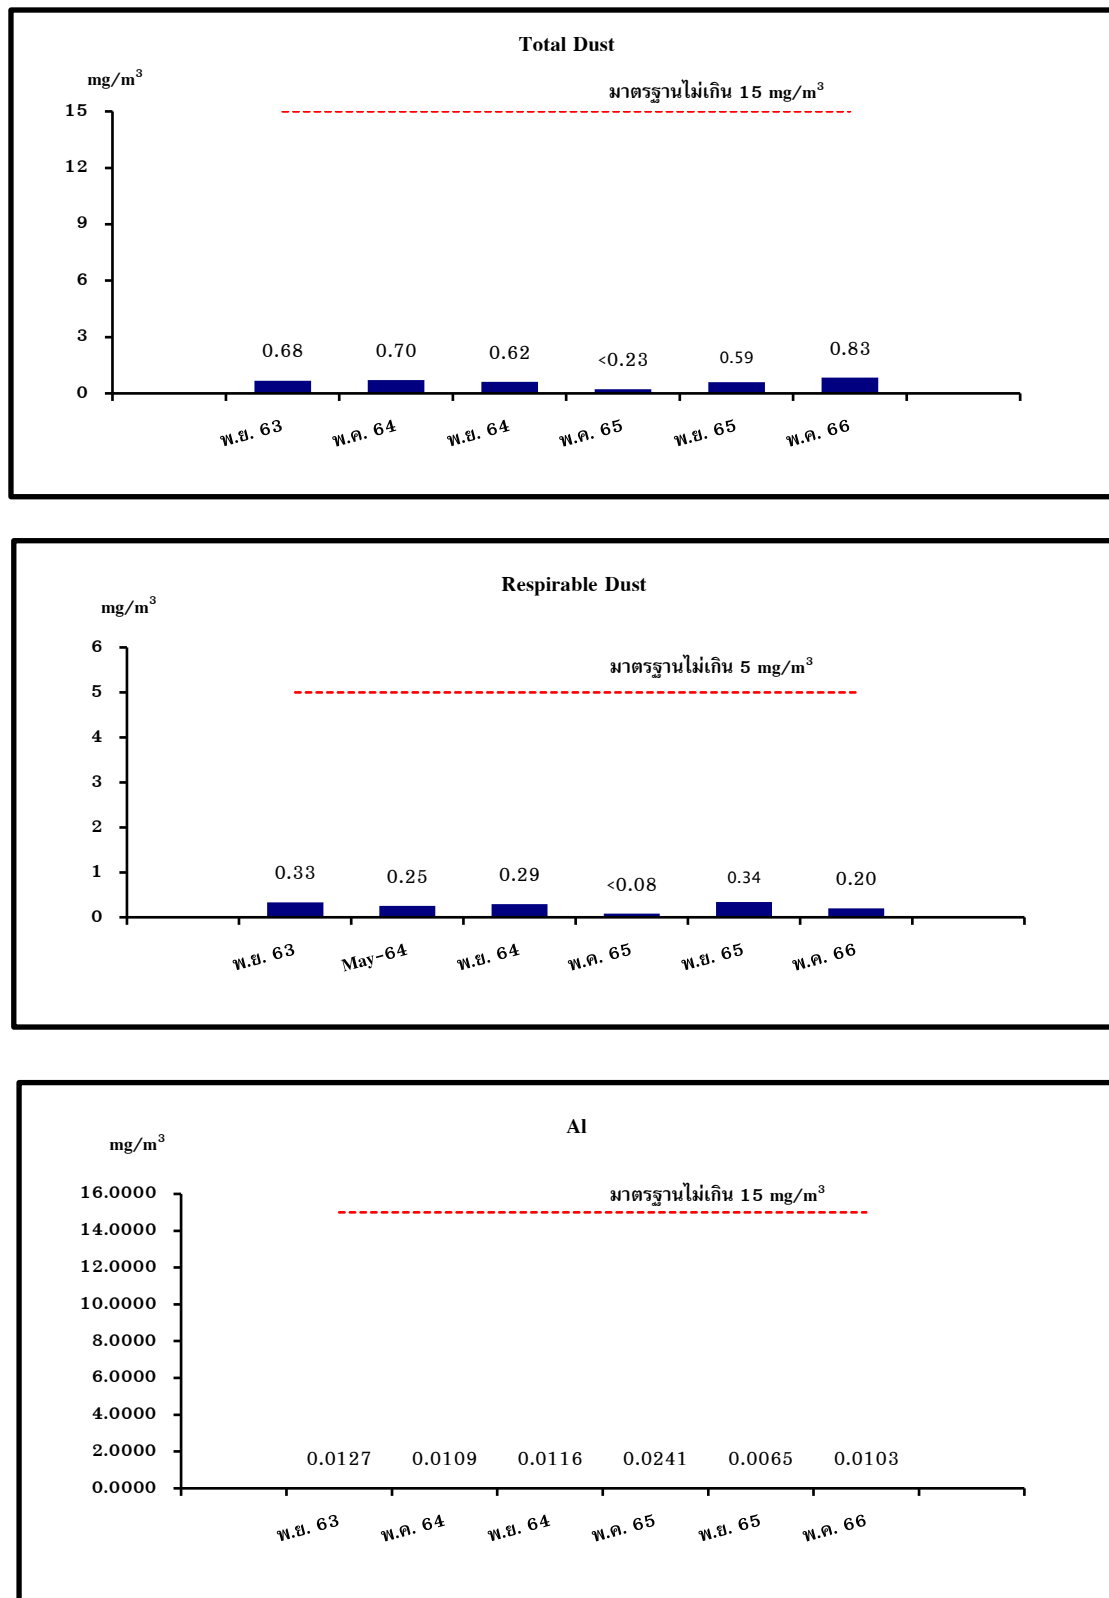 Total Dust
mg/m³
มาตรฐานไม่เกิน 15 mg/m³
15
12
9
6
3
0
0.68 0.70 0.62 <0.23 0.59 0.83
พ.ย. 63 พ.ค. 64 พ.ย. 64 พ.ค. 65 พ.ย. 65 พ.ค. 66
Respirable Dust
mg/m³
มาตรฐานไม่เกิน 5 mg/m³
6
5
4
3
2
1
0
0.33 0.25 0.29 <0.08 0.34 0.20
พ.ย. 63 May-64 พ.ย. 64 พ.ค. 65 พ.ย. 65 พ.ค. 66
Al
mg/m³
มาตรฐานไม่เกิน 15 mg/m³
16.0000
14.0000
12.0000
10.0000
8.0000
6.0000
4.0000
2.0000
0.0000
0.0127 0.0109 0.0116 0.0241 0.0065 0.0103
พ.ย. 63 พ.ค. 64 พ.ย. 64 พ.ค. 65 พ.ย. 65 พ.ค. 66